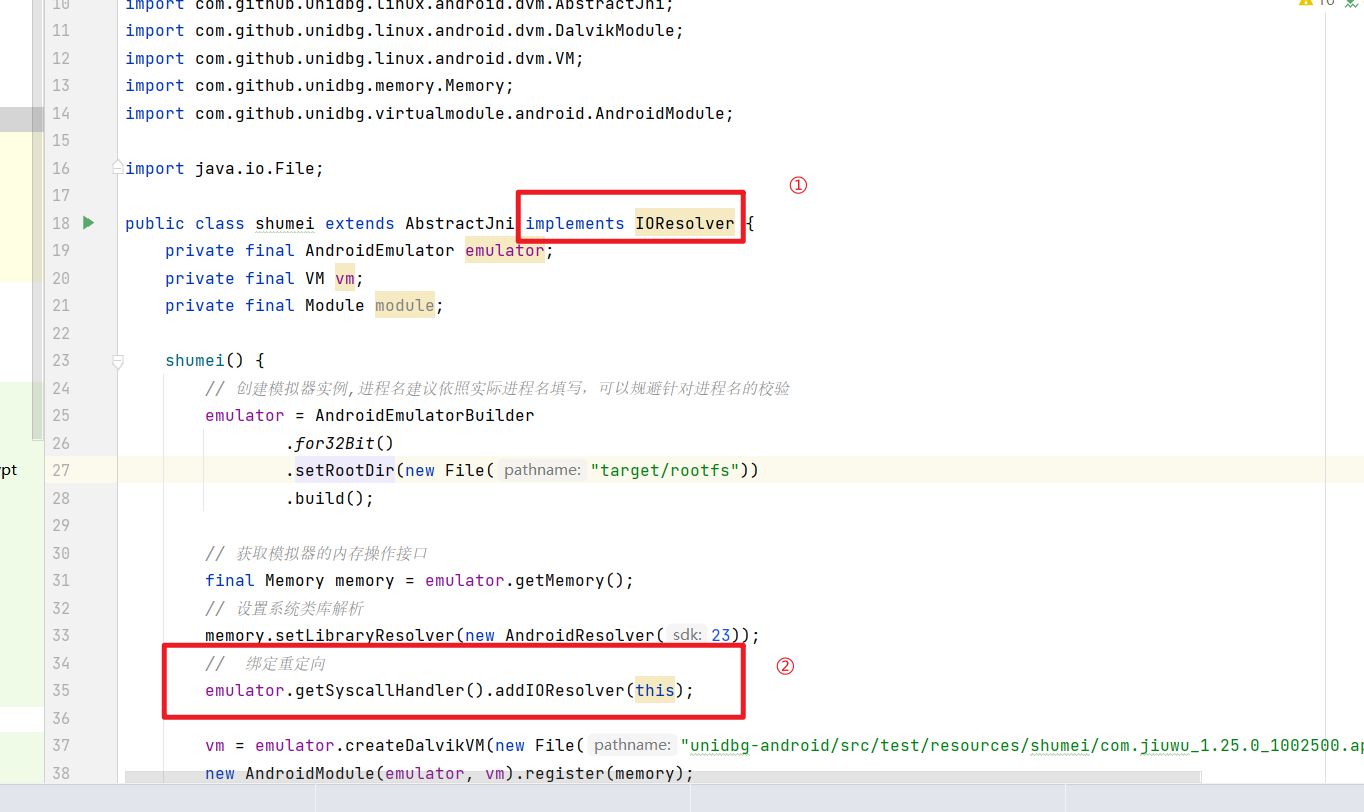 10 import com.github.unidbg.linux.android.dvm.AbstractJni;
11 import com.github.unidbg.linux.android.dvm.DalvikModule;
12 import com.github.unidbg.linux.android.dvm.VM;
13 import com.github.unidbg.memory.Memory;
14 import com.github.unidbg.virtualmodule.android.AndroidModule;
15
16 import java.io.File;
17 ①
18 public class shumei extends AbstractJni implements IOResolver {
19 private final AndroidEmulator emulator;
20 private final VM vm;
21 private final Module module;
22
23 shumei() {
24 // 创建模拟器实例,进程名建议依照实际进程名填写，可以规避针对进程名的校验
25 emulator = AndroidEmulatorBuilder
26 .for32Bit()
ypt 27 .setRootDir(new File( pathname: "target/rootfs"))
28 .build();
29
30 // 获取模拟器的内存操作接口
31 final Memory memory = emulator.getMemory();
32 // 设置系统类库解析
33 memory.setLibraryResolver(new AndroidResolver( sdk: 23));
34 // 绑定重定向 ②
35 emulator.getSyscallHandler().addIOResolver(this);
36
37 vm = emulator.createDalvikVM(new File( pathname: "unidbg-android/src/test/resources/shumei/com.jiuwu_1.25.0_1002500.ap
38 new AndroidModule(emulator, vm).register(memory);